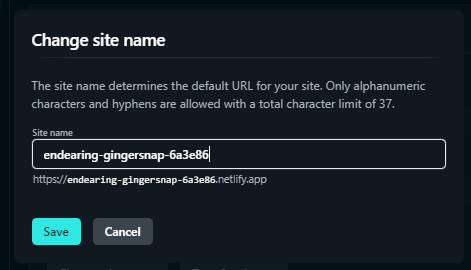 Change site name
The site name determines the default URL for your site. Only alphanumeric
characters and hyphens are allowed with a total character limit of 37.
Site name
endearing-gingersnap-6a3e86
https://endearing-gingersnap-6a3e86.netlify.app
Save Cancel